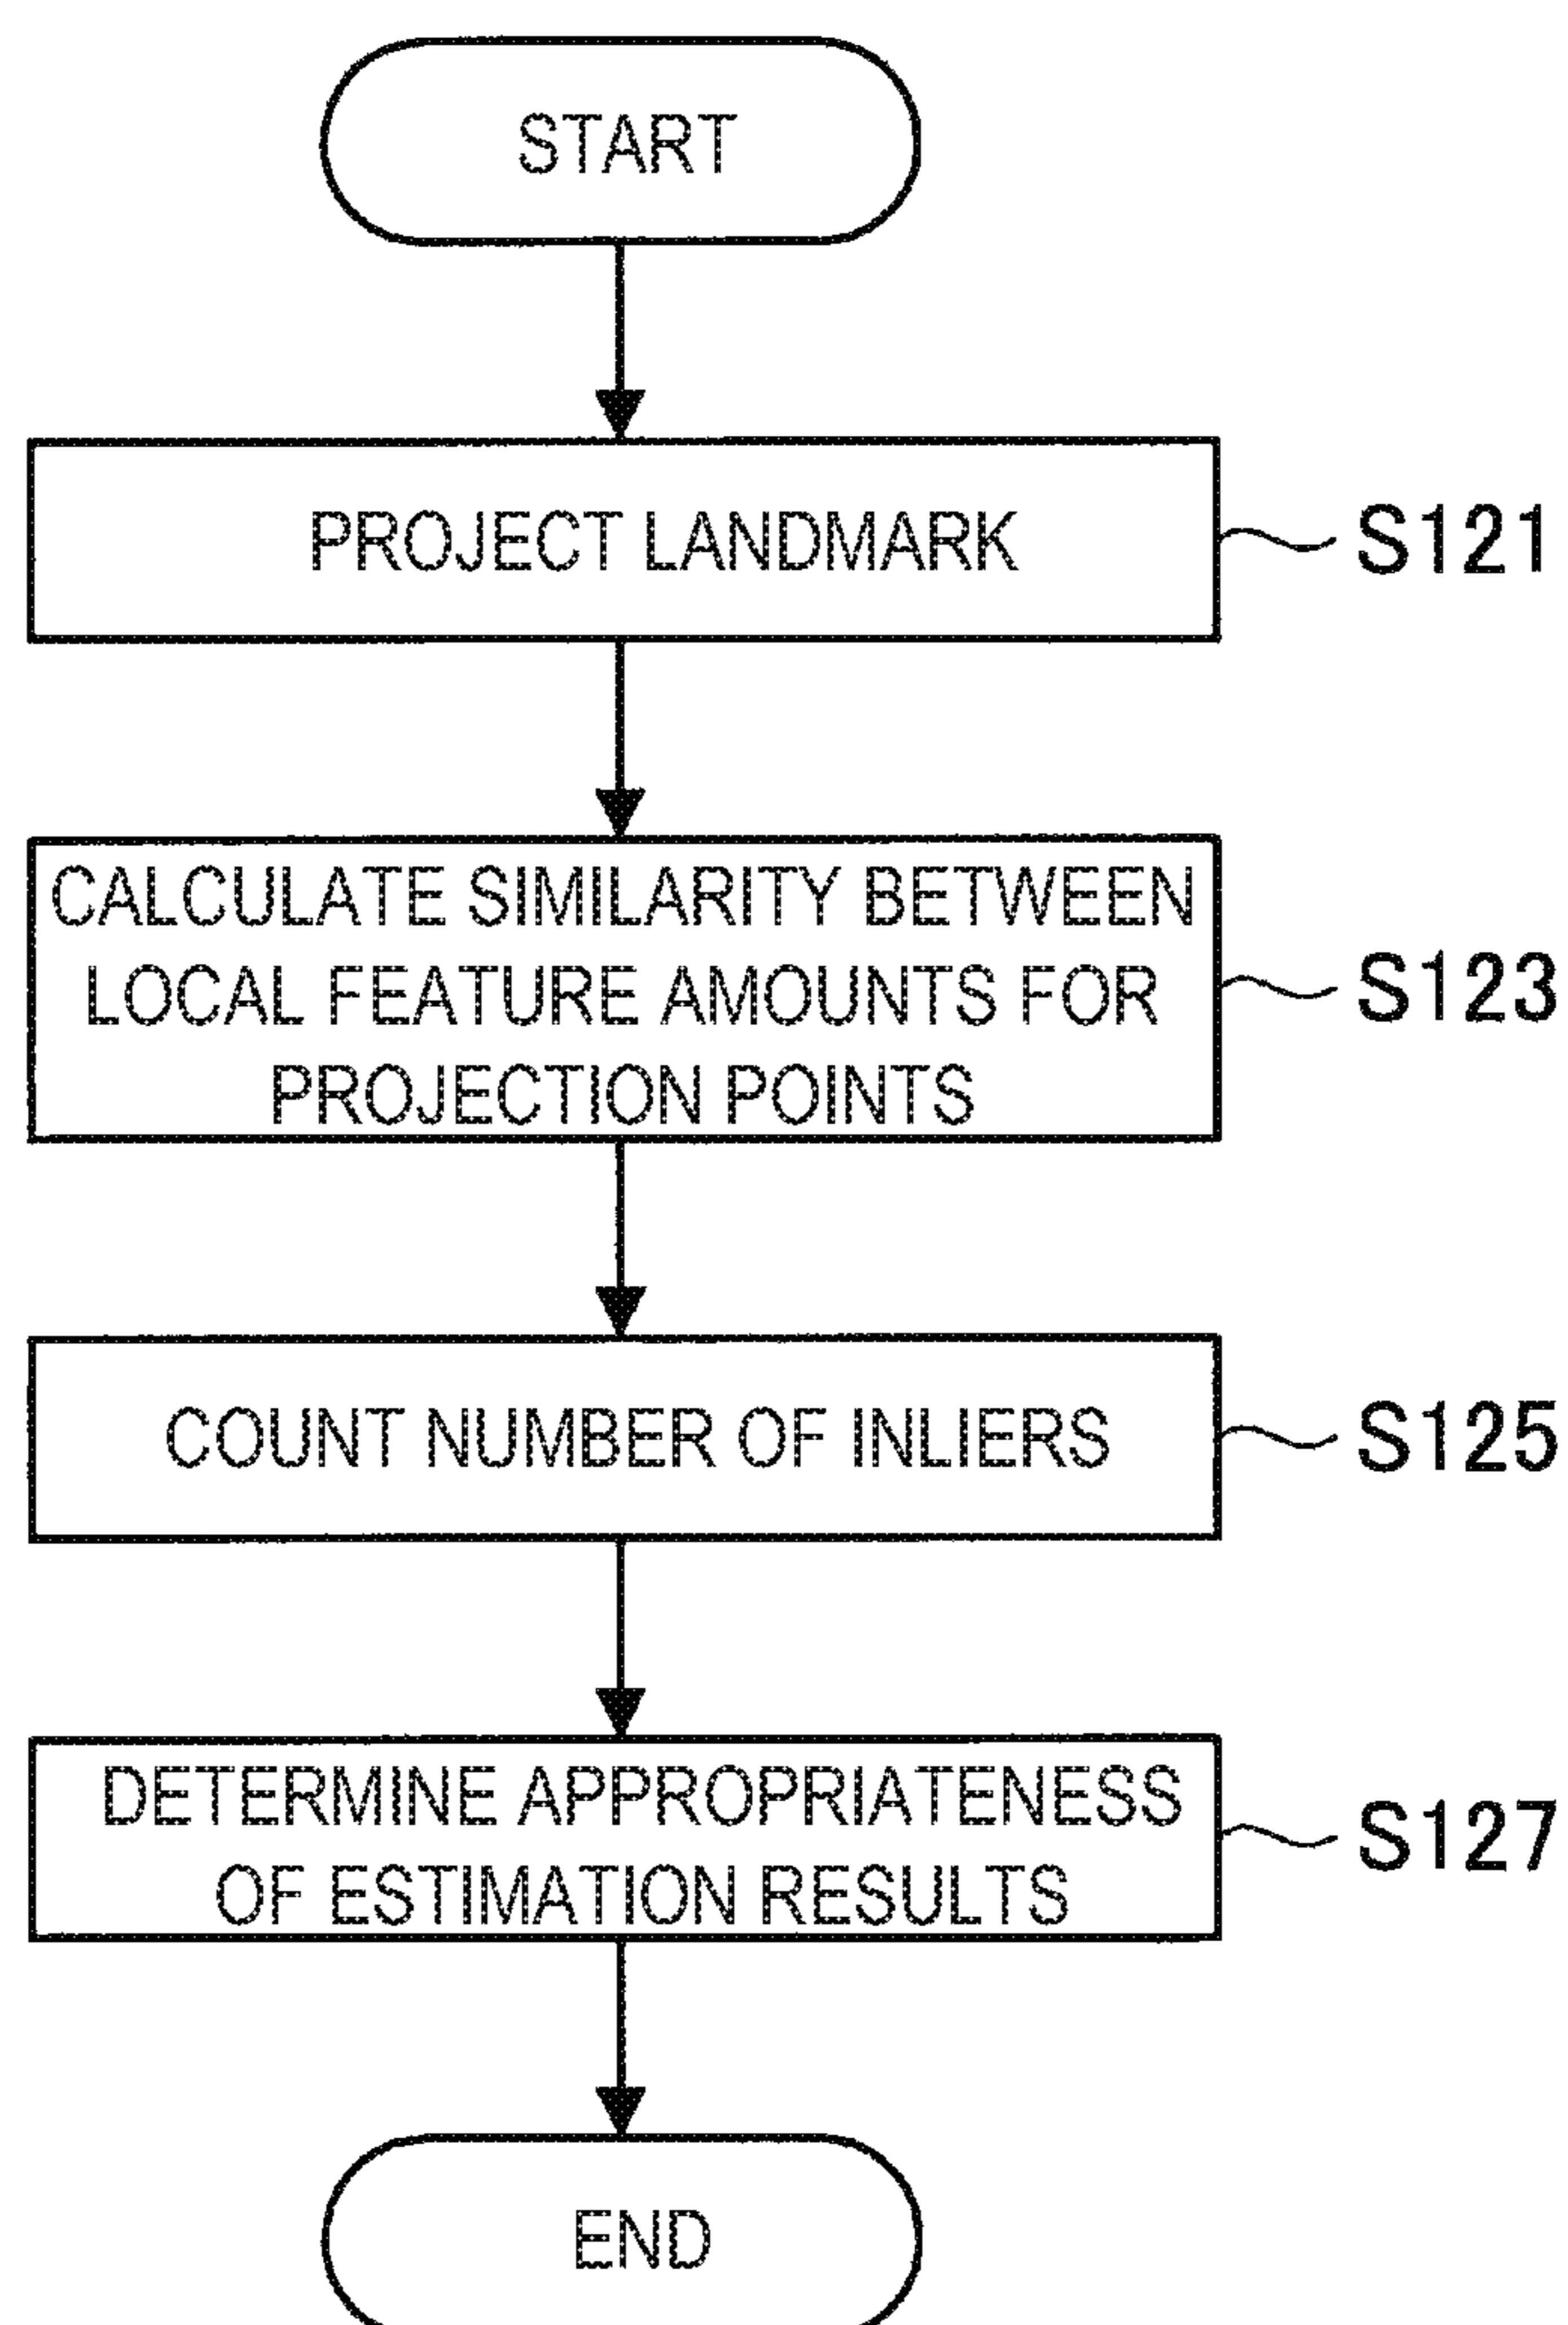 START
PROJECT LANDMARK
S121
CALCULATE SIMILARITY BETWEEN
LOCAL FEATURE AMOUNTS FOR
PROJECTION POINTS
S123
COUNT NUMBER OF INLIERS
S125
DETERMINE APPROPRIATENESS
OF ESTIMATION RESULTS
S127
END